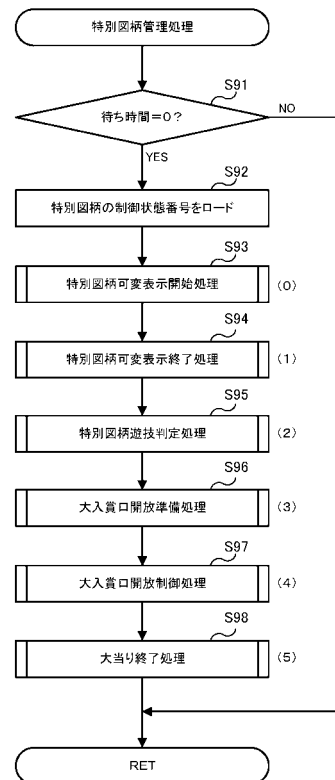 特別図柄管理処理
S91
待ち時間=0?
NO
YES
S92
特別図柄の制御状態番号をロード
S93
特別図柄可変表示開始処理
(0)
S94
特別図柄可変表示終了処理
(1)
S95
特別図柄遊技判定処理
(2)
S96
大入賞口開放準備処理
(3)
S97
大入賞口開放制御処理
(4)
S98
大当り終了処理
(5)
RET